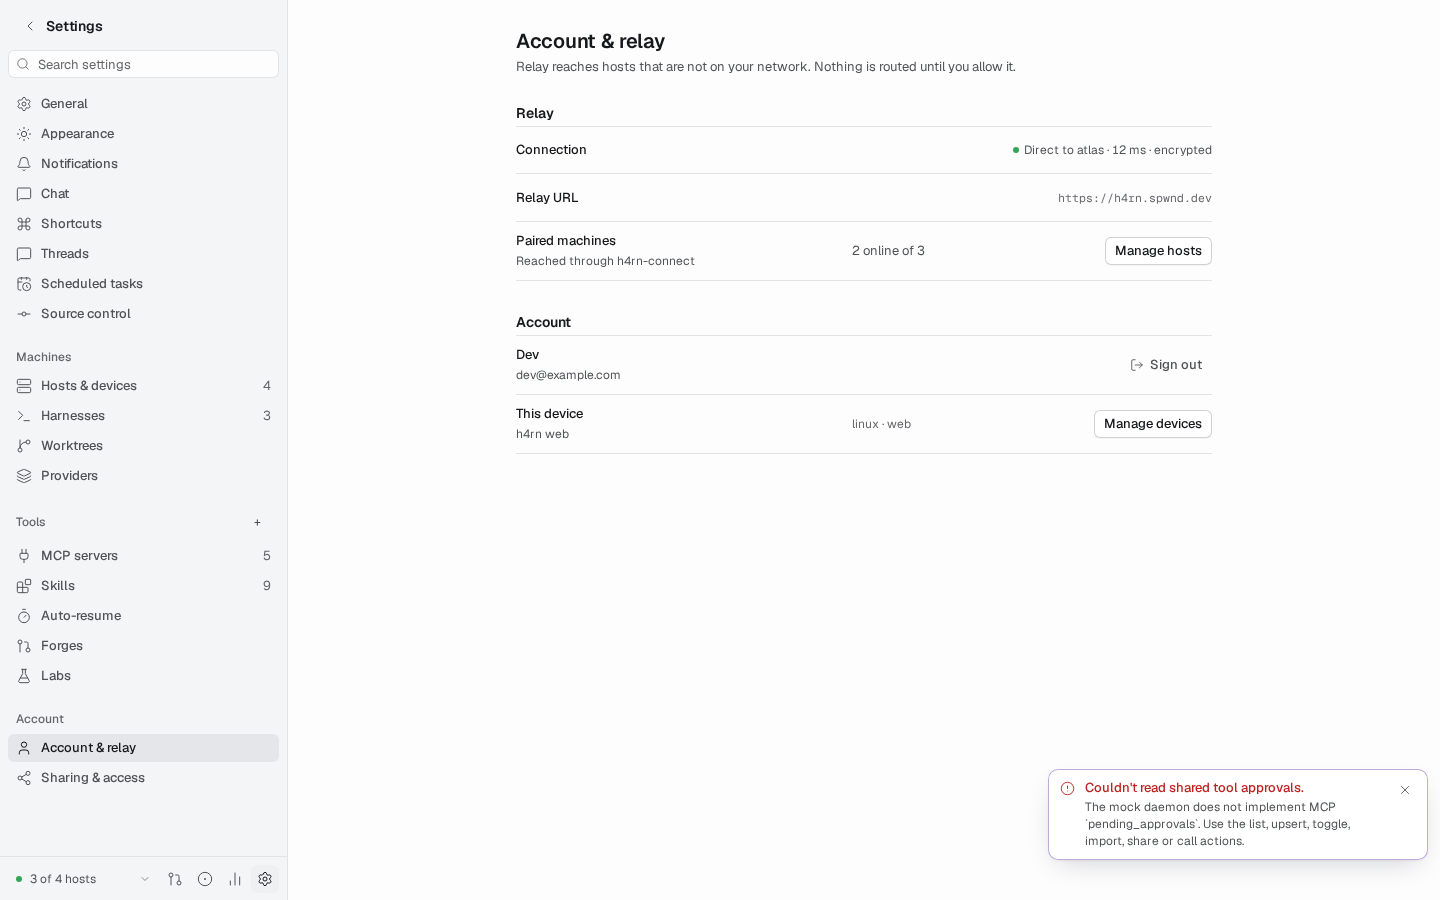 Settings
Search settings
General
Appearance
Notifications
Chat
Shortcuts
Threads
Scheduled tasks
Source control
Machines
Hosts & devices 4
Harnesses 3
Worktrees
Providers
Tools +
MCP servers 5
Skills 9
Auto-resume
Forges
Labs
Account
Account & relay
Sharing & access
3 of 4 hosts
Account & relay
Relay reaches hosts that are not on your network. Nothing is routed until you allow it.
Relay
Connection
Direct to atlas · 12 ms · encrypted
Relay URL
https://h4rn.spwnd.dev
Paired machines
Reached through h4rn-connect
2 online of 3
Manage hosts
Account
Dev
dev@example.com
Sign out
This device
h4rn web
linux · web
Manage devices
Couldn't read shared tool approvals.
The mock daemon does not implement MCP
`pending_approvals`. Use the list, upsert, toggle,
import, share or call actions.